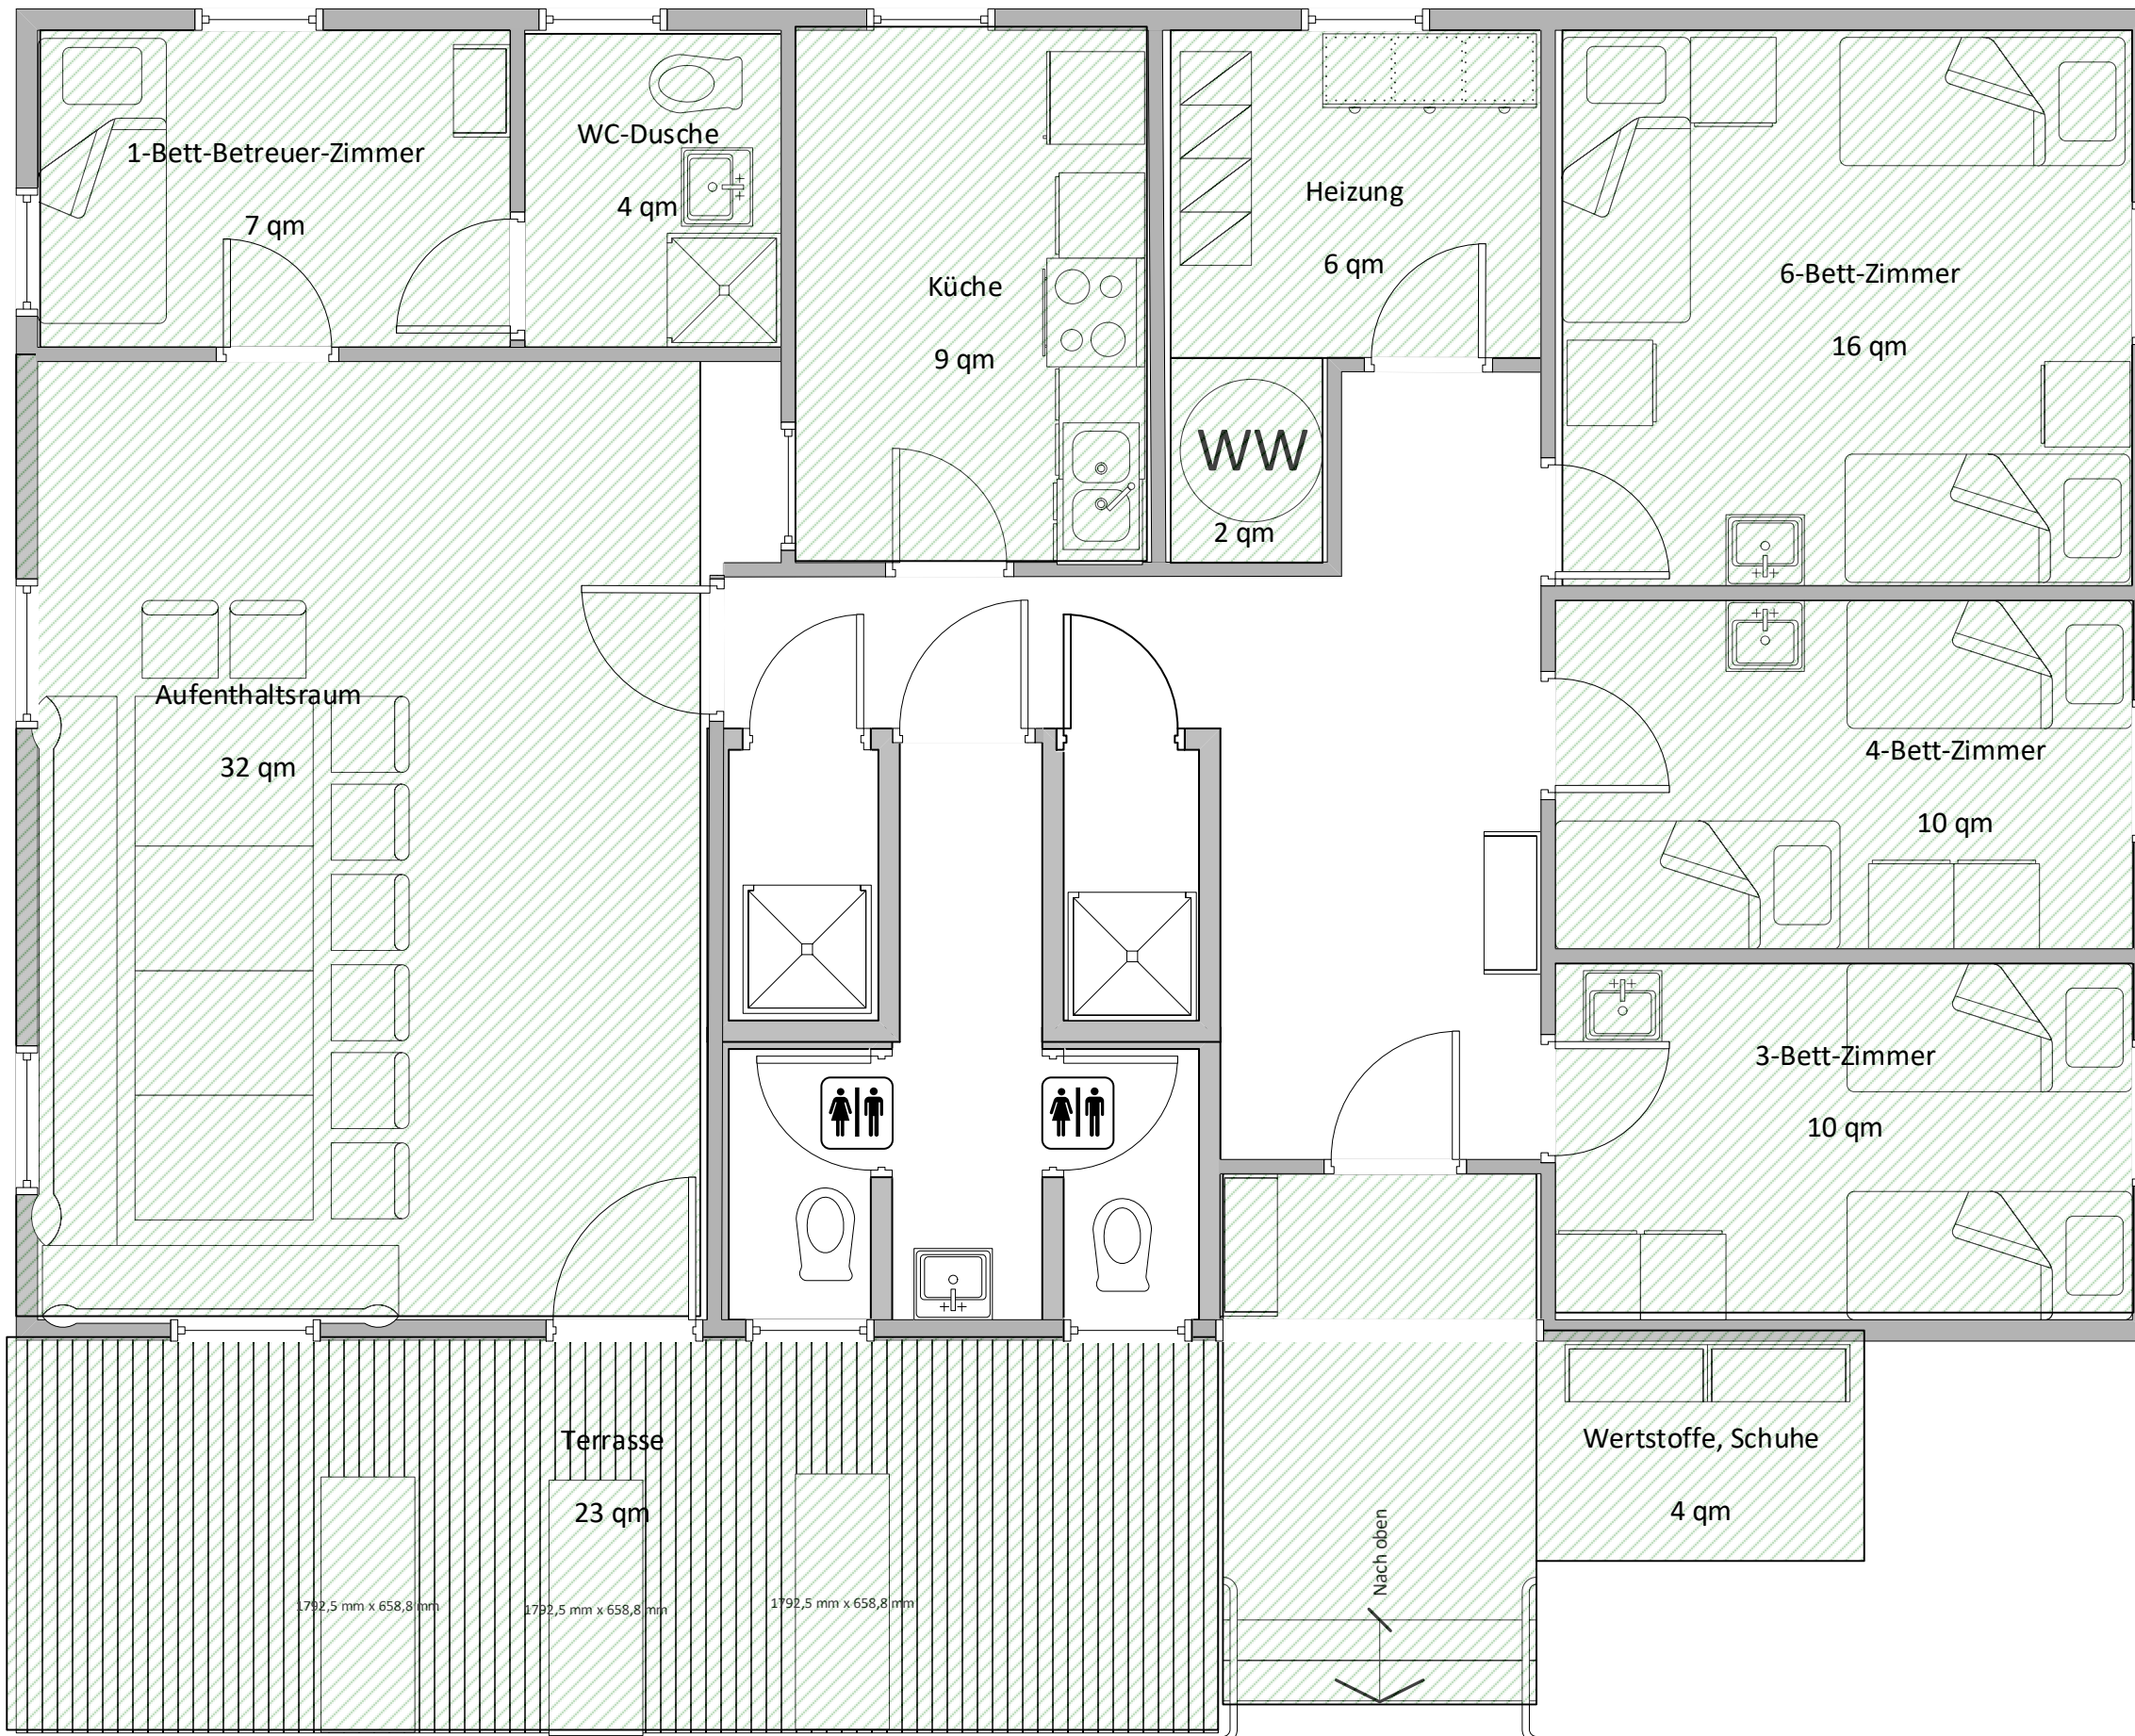 1-Bett-Betreuer-Zimmer
7 qm
WC-Dusche
4 qm
Küche
9 qm
Heizung
6 qm
WW
2 qm
6-Bett-Zimmer
16 qm
Aufenthaltsraum
32 qm
4-Bett-Zimmer
10 qm
3-Bett-Zimmer
10 qm
Terrasse
23 qm
1792,5 mm x 658,8 mm
1792,5 mm x 658,8 mm
1792,5 mm x 658,8 mm
Nach oben
Wertstoffe, Schuhe
4 qm